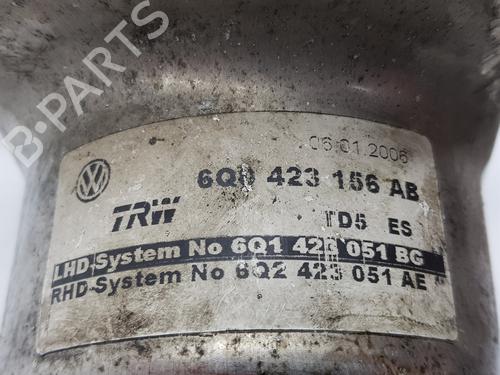 B-PARTS
06.01.2006
6Q0 423 156 AB
TRW
TD5 ES
LHD-System No 6Q1 423 051 BG
RHD-System No 6Q2 423 051 AE